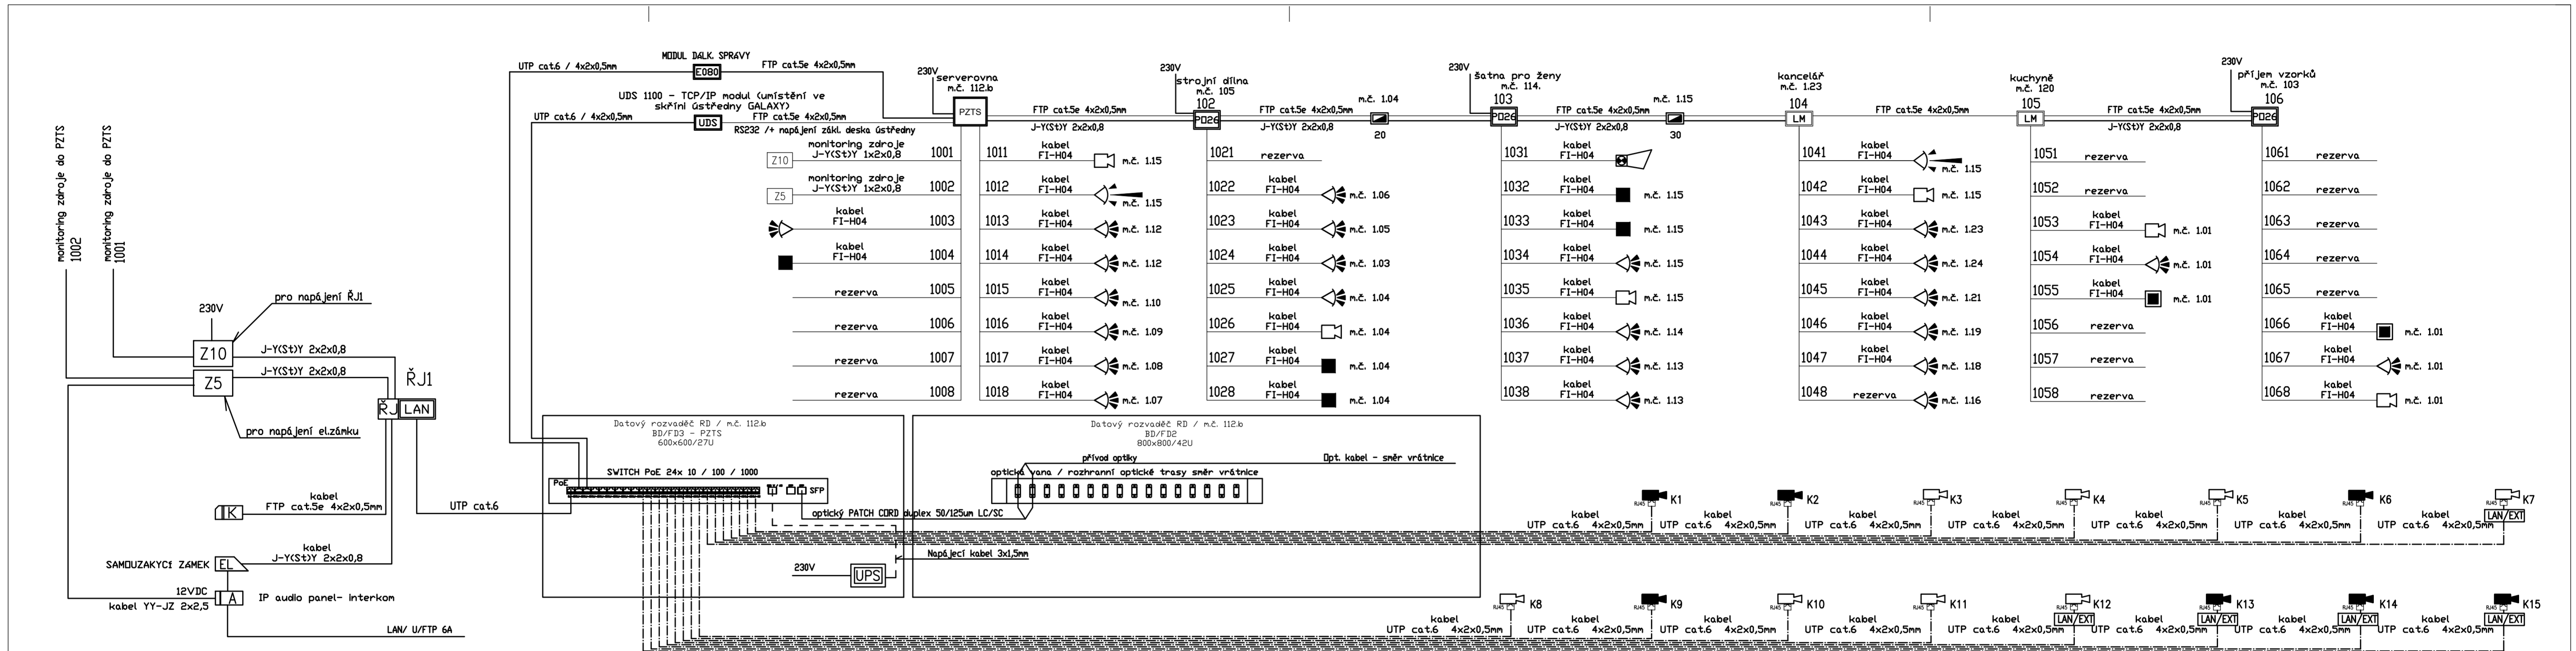 MODUL DÁLK. SPRÁVY
UTP cat.6 / 4x2x0,5mm
E080
FTP cat.5e 4x2x0,5mm
UDS 1100 - TCP/IP modul (umístění ve
skříni ústředny GALAXY)
UTP cat.6 / 4x2x0,5mm
UDS
FTP cat.5e 4x2x0,5mm
RS232 /+ napájení zákl. deska ústředny
230V
serverovna
m.č. 112.b
PZTS
FTP cat.5e 4x2x0,5mm
J-Y(St)Y 2x2x0,8
230V
strojní dílna
m.č. 105
102
PO26
FTP cat.5e 4x2x0,5mm
J-Y(St)Y 2x2x0,8
m.č. 1.04
20
230V
šatna pro ženy
m.č. 114.
103
PO26
FTP cat.5e 4x2x0,5mm
J-Y(St)Y 2x2x0,8
m.č. 1.15
30
kancelář
m.č. 1.23
104
LM
FTP cat.5e 4x2x0,5mm
kuchyně
m.č. 120
105
LM
FTP cat.5e 4x2x0,5mm
J-Y(St)Y 2x2x0,8
230V
příjem vzorků
m.č. 103
106
PO26
Z10
monitoring zdroje
J-Y(St)Y 1x2x0,8
1001
Z5
monitoring zdroje
J-Y(St)Y 1x2x0,8
1002
kabel
FI-H04
1003
kabel
FI-H04
1004
rezerva 1005
rezerva 1006
rezerva 1007
rezerva 1008
1011 kabel
FI-H04 m.č. 1.15
1012 kabel
FI-H04 m.č. 1.15
1013 kabel
FI-H04 m.č. 1.12
1014 kabel
FI-H04 m.č. 1.12
1015 kabel
FI-H04 m.č. 1.10
1016 kabel
FI-H04 m.č. 1.09
1017 kabel
FI-H04 m.č. 1.08
1018 kabel
FI-H04 m.č. 1.07
1021 rezerva
1022 kabel
FI-H04 m.č. 1.06
1023 kabel
FI-H04 m.č. 1.05
1024 kabel
FI-H04 m.č. 1.03
1025 kabel
FI-H04 m.č. 1.04
1026 kabel
FI-H04 m.č. 1.04
1027 kabel
FI-H04 m.č. 1.04
1028 kabel
FI-H04 m.č. 1.04
1031 kabel
FI-H04
1032 kabel
FI-H04 m.č. 1.15
1033 kabel
FI-H04 m.č. 1.15
1034 kabel
FI-H04 m.č. 1.15
1035 kabel
FI-H04 m.č. 1.15
1036 kabel
FI-H04 m.č. 1.14
1037 kabel
FI-H04 m.č. 1.13
1038 kabel
FI-H04 m.č. 1.13
1041 kabel
FI-H04 m.č. 1.15
1042 kabel
FI-H04 m.č. 1.15
1043 kabel
FI-H04 m.č. 1.23
1044 kabel
FI-H04 m.č. 1.24
1045 kabel
FI-H04 m.č. 1.21
1046 kabel
FI-H04 m.č. 1.19
1047 kabel
FI-H04 m.č. 1.18
1048 rezerva m.č. 1.16
1051 rezerva
1052 rezerva
1053 kabel
FI-H04 m.č. 1.01
1054 kabel
FI-H04 m.č. 1.01
1055 kabel
FI-H04 m.č. 1.01
1056 rezerva
1057 rezerva
1058 rezerva
1061 rezerva
1062 rezerva
1063 rezerva
1064 rezerva
1065 rezerva
1066 kabel
FI-H04 m.č. 1.01
1067 kabel
FI-H04 m.č. 1.01
1068 kabel
FI-H04 m.č. 1.01
monitoring zdroje do PZTS
1002
monitoring zdroje do PZTS
1001
230V
pro napájení ŘJ1
Z10
J-Y(St)Y 2x2x0,8
Z5
J-Y(St)Y 2x2x0,8
ŘJ1
ŘJ LAN
pro napájení el.zámku
K
kabel
FTP cat.5e 4x2x0,5mm
UTP cat.6
SAMOUZAKYCÍ ZÁMEK
EL
kabel
J-Y(St)Y 2x2x0,8
12VDC
kabel YY-JZ 2x2,5
A
IP audio panel- Interkom
LAN/ U/FTP 6A
Datový rozvaděč RD / m.č. 112.b
BD/FD3 - PZTS
600x600/27U
SWITCH PoE 24x 10 / 100 / 1000
PoE
SFP
optický PATCH CORD duplex 50/125um LC/SC
Napájecí kabel 3x1,5mm
230V
UPS
Datový rozvaděč RD / m.č. 112.b
BD/FD2
800x800/42U
přívod optiky
Opt. kabel - směr vrátnice
optická vana / rozhranní optické trasy směr vrátnice
RJ45 K1
RJ45 K2
RJ45 K3
RJ45 K4
RJ45 K5
RJ45 K6
RJ45 K7
LAN/EXT
kabel
UTP cat.6 4x2x0,5mm
kabel
UTP cat.6 4x2x0,5mm
kabel
UTP cat.6 4x2x0,5mm
kabel
UTP cat.6 4x2x0,5mm
kabel
UTP cat.6 4x2x0,5mm
kabel
UTP cat.6 4x2x0,5mm
kabel
UTP cat.6 4x2x0,5mm
RJ45 K8
RJ45 K9
RJ45 K10
RJ45 K11
RJ45 K12
LAN/EXT
RJ45 K13
LAN/EXT
RJ45 K14
LAN/EXT
RJ45 K15
LAN/EXT
kabel
UTP cat.6 4x2x0,5mm
kabel
UTP cat.6 4x2x0,5mm
kabel
UTP cat.6 4x2x0,5mm
kabel
UTP cat.6 4x2x0,5mm
kabel
UTP cat.6 4x2x0,5mm
kabel
UTP cat.6 4x2x0,5mm
kabel
UTP cat.6 4x2x0,5mm
kabel
UTP cat.6 4x2x0,5mm